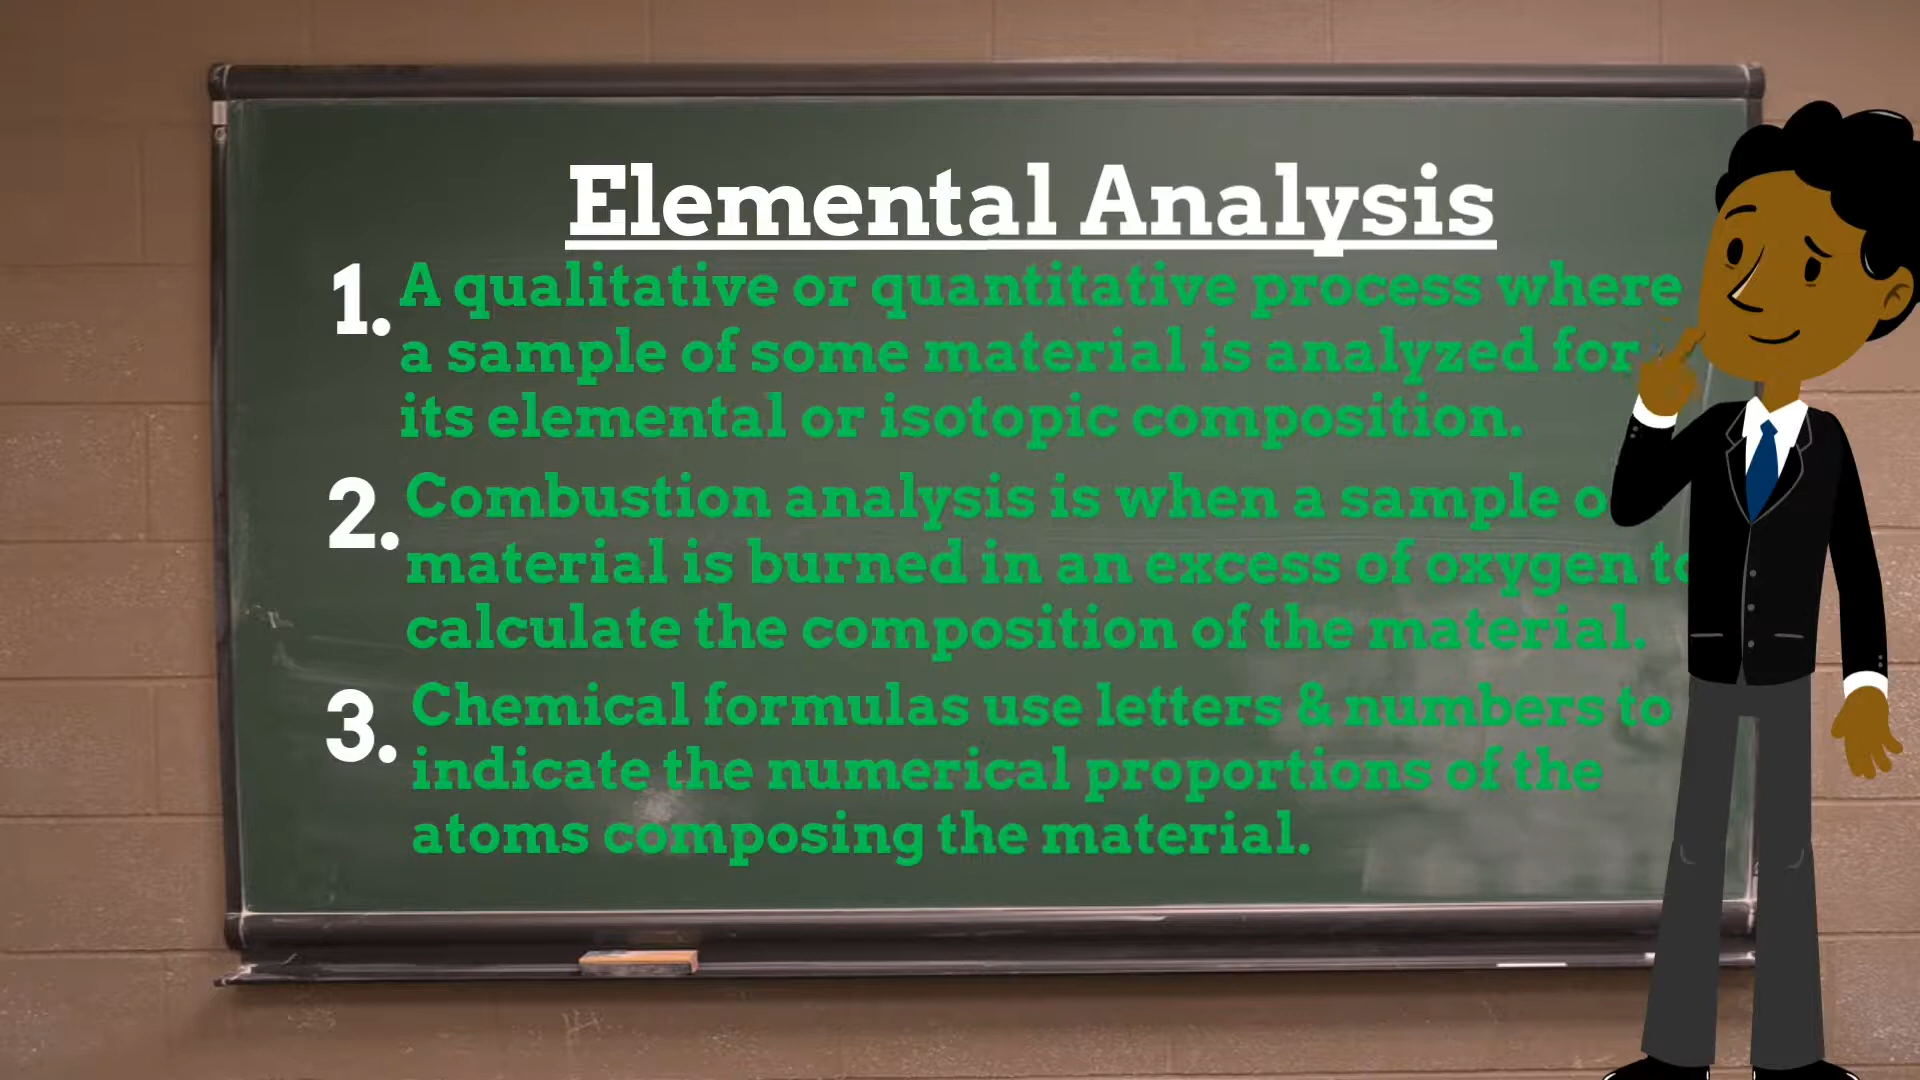 Elemental Analysis
1. A qualitative or quantitative process where
a sample of some material is analyzed for
its elemental or isotopic composition.
2. Combustion analysis is when a sample
material is burned in an excess of oxygen to
calculate the composition of the material.
3. Chemical formulas use letters & numbers to
indicate the numerical proportions of the
atoms composing the material.